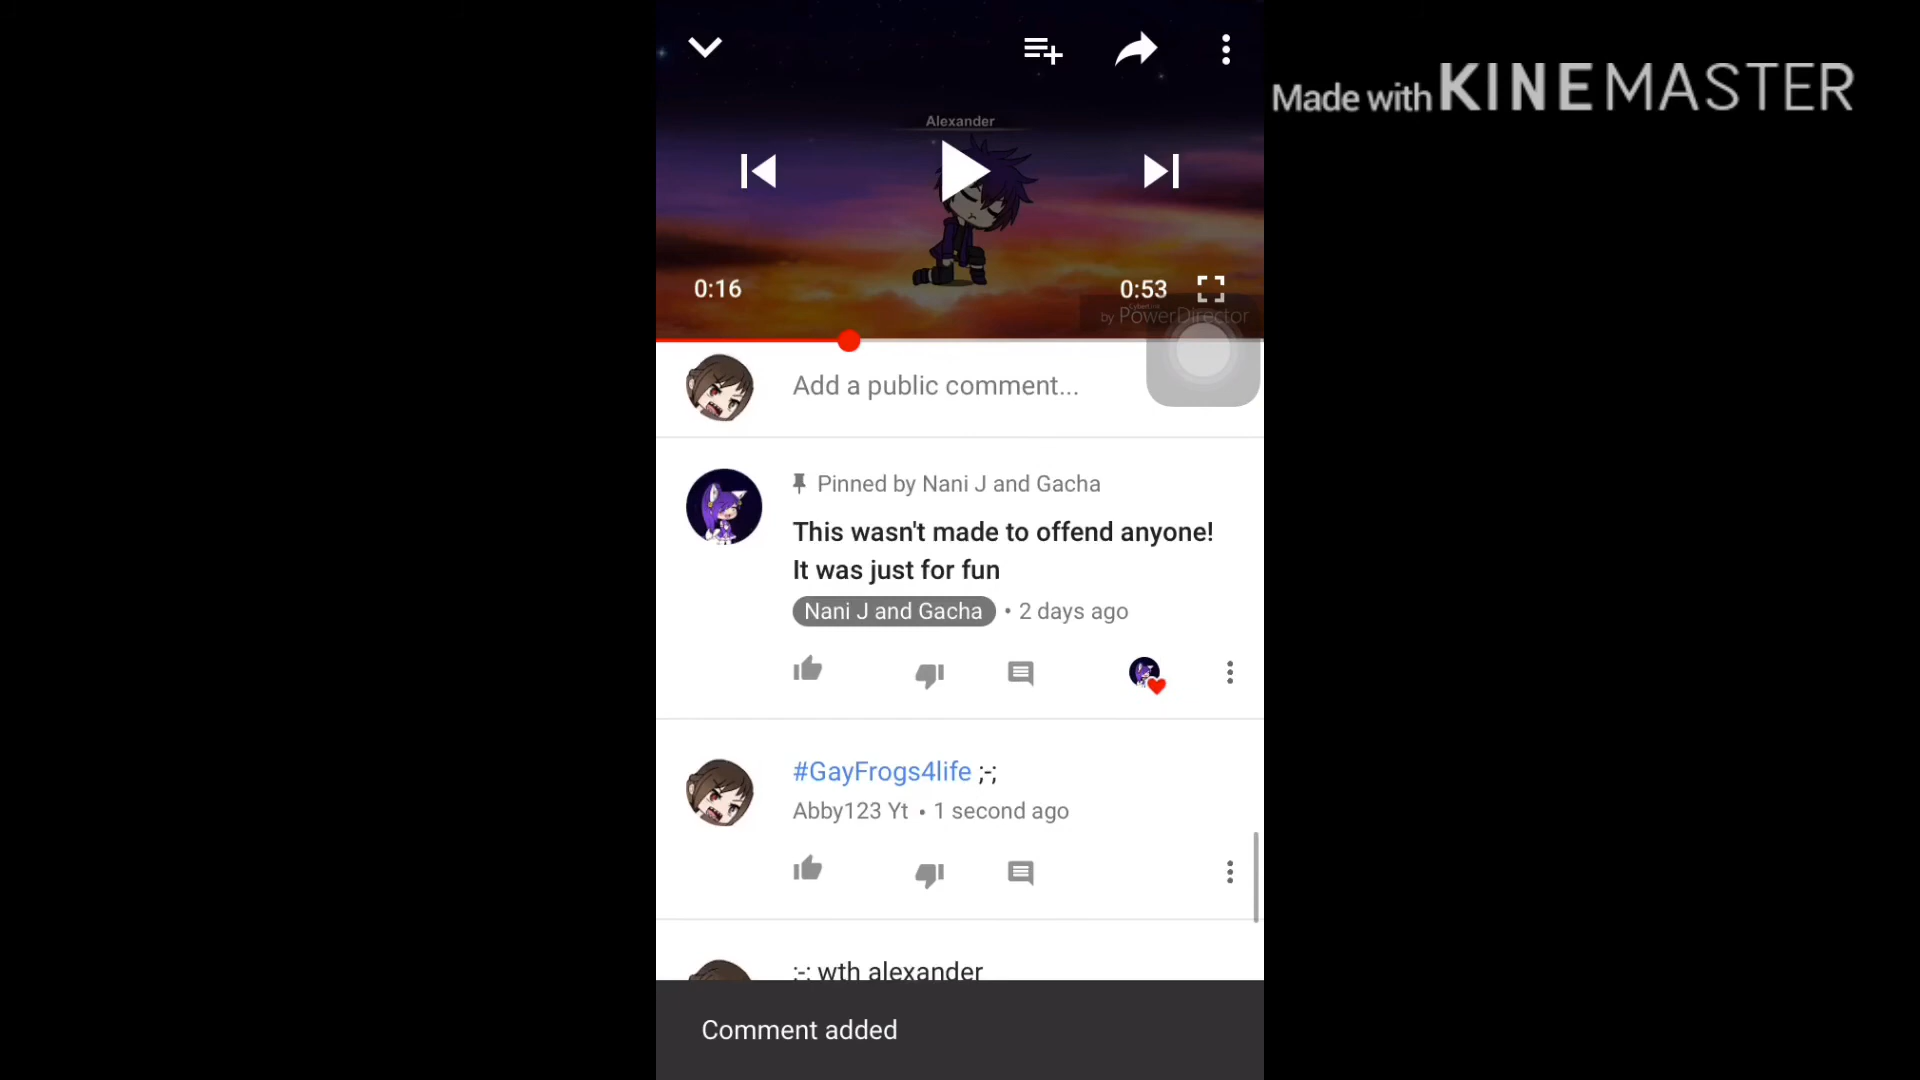 Made with KINEMASTER
Alexander
0:16
0:53
by PowerDirector
Add a public comment...
Pinned by Nani J and Gacha
This wasn't made to offend anyone!
It was just for fun
Nani J and Gacha • 2 days ago
#GayFrogs4life ;-;
Abby123 Yt • 1 second ago
;-; wth alexander
Comment added